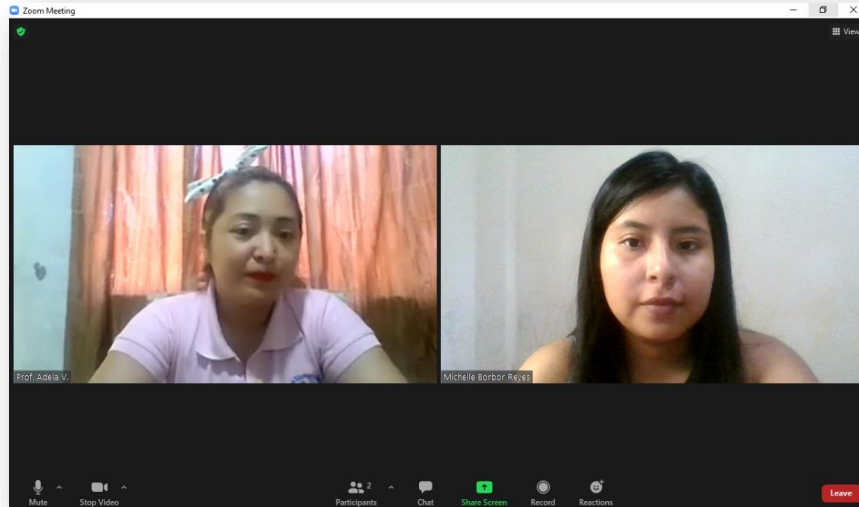 Zoom Meeting
View
Prof. Adela V.
Michelle Borbor Reyes
2
Mute
Stop Video
Participants
Chat
Share Screen
Record
Reactions
Leave